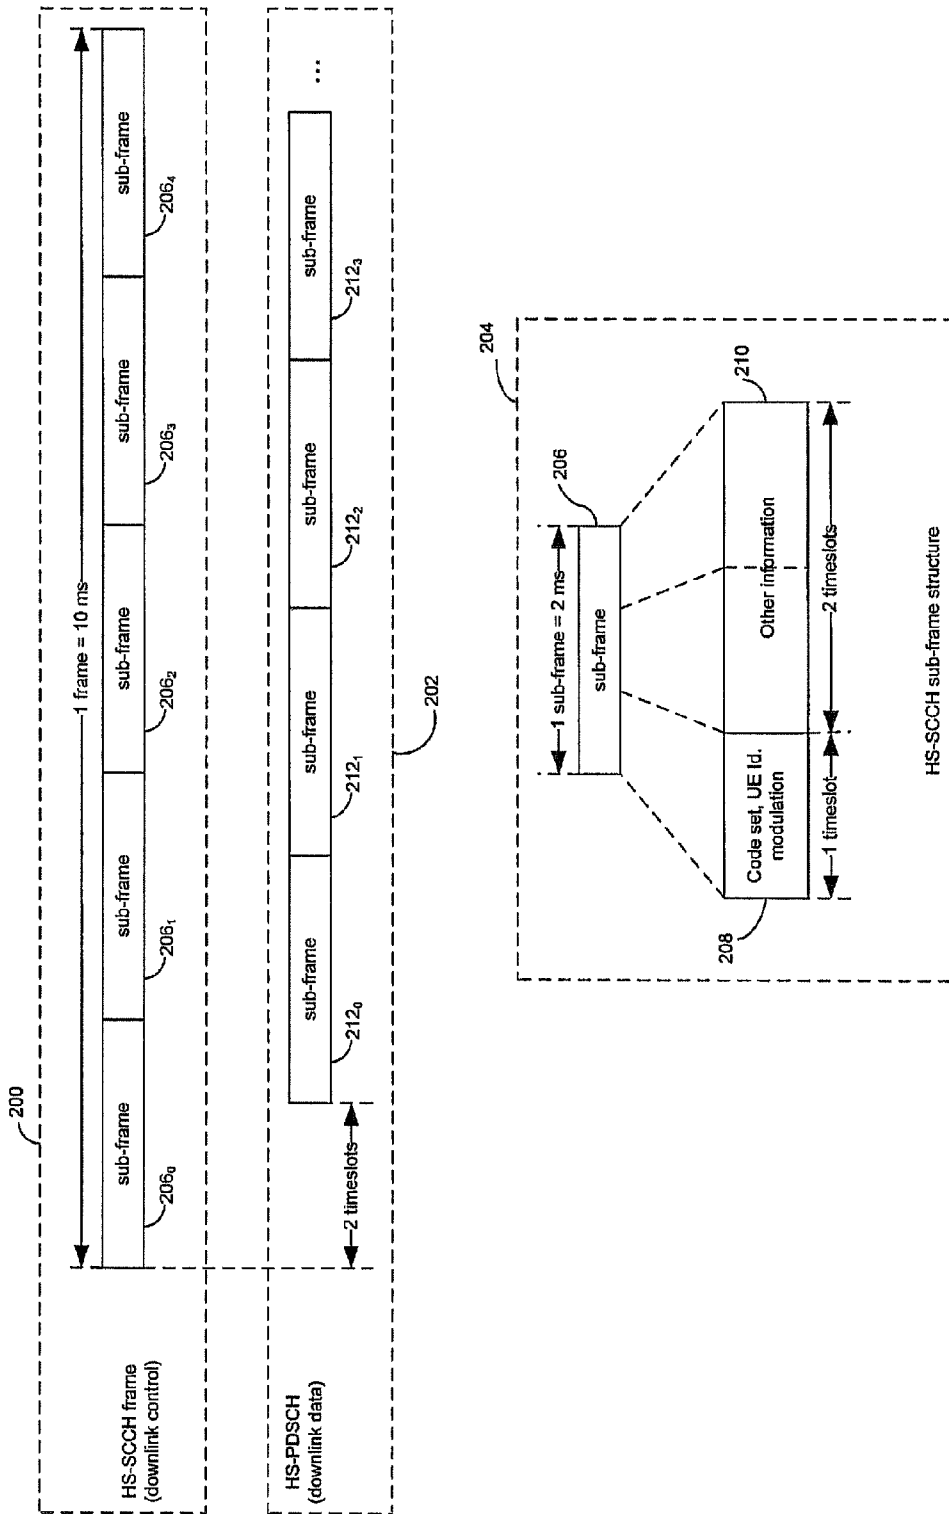 200
1 frame = 10 ms
HS-SCCH frame
(downlink control)
sub-frame
sub-frame
sub-frame
sub-frame
sub-frame
206₀
206₁
206₂
206₃
206₄
HS-PDSCH
(downlink data)
sub-frame
sub-frame
sub-frame
sub-frame
...
212₀
212₁
212₂
212₃
2 timeslots
202
204
1 sub-frame = 2 ms
206
sub-frame
Code set, UE Id.
modulation
Other information
208
210
1 timeslot
2 timeslots
HS-SCCH sub-frame structure